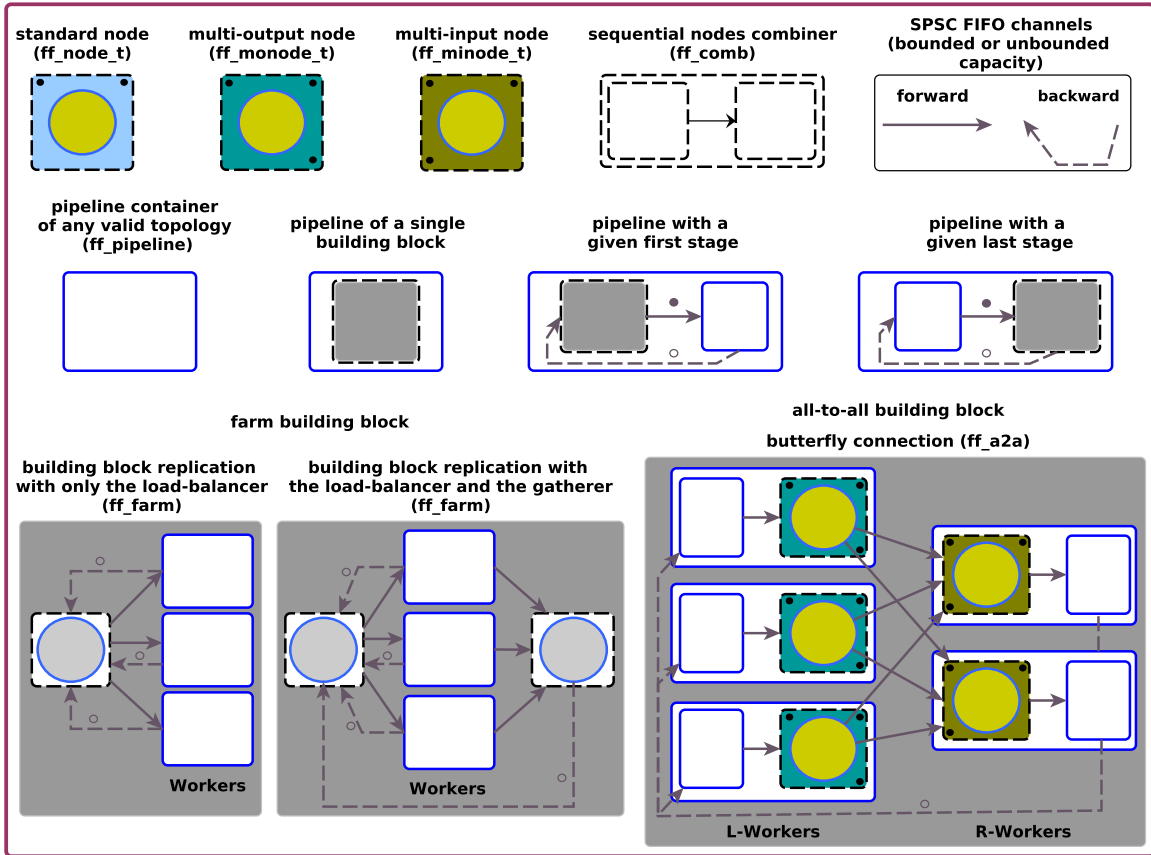 standard node
(ff_node_t)
multi-output node
(ff_monode_t)
multi-input node
(ff_minode_t)
sequential nodes combiner
(ff_comb)
SPSC FIFO channels
(bounded or unbounded
capacity)
forward
backward
pipeline container
of any valid topology
(ff_pipeline)
pipeline of a single
building block
pipeline with a
given first stage
pipeline with a
given last stage
farm building block
all-to-all building block
butterfly connection (ff_a2a)
building block replication
with only the load-balancer
(ff_farm)
building block replication with
the load-balancer and the gatherer
(ff_farm)
Workers
Workers
L-Workers
R-Workers